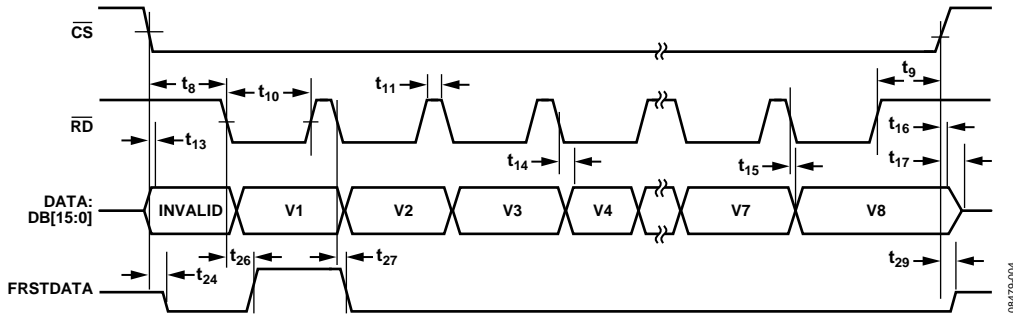 CS
t8
t10
t11
t9
RD
t13
t14
t15
t16
t17
DATA:
DB[15:0]
INVALID
V1
V2
V3
V4
V7
V8
t24
t26
t27
t29
FRSTDATA
08479-004